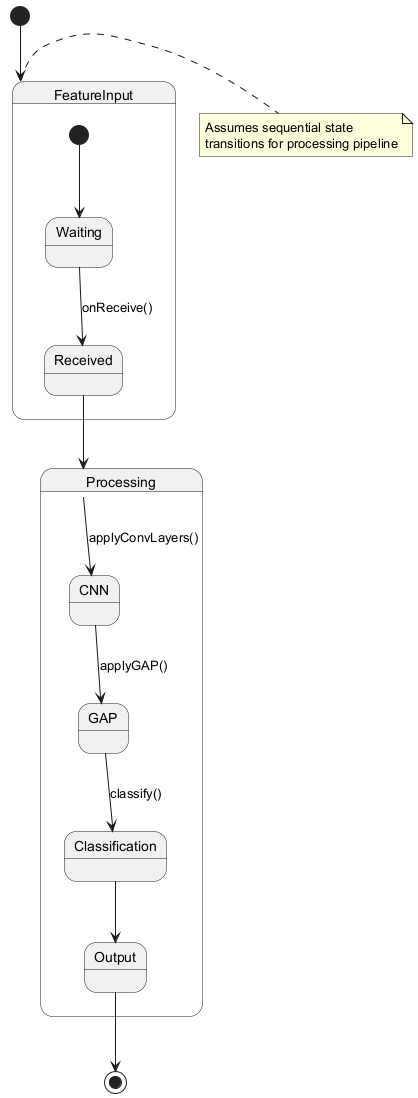 FeatureInput
Assumes sequential state
transitions for processing pipeline
Waiting
onReceive()
Received
Processing
applyConvLayers()
CNN
applyGAP()
GAP
classify()
Classification
Output